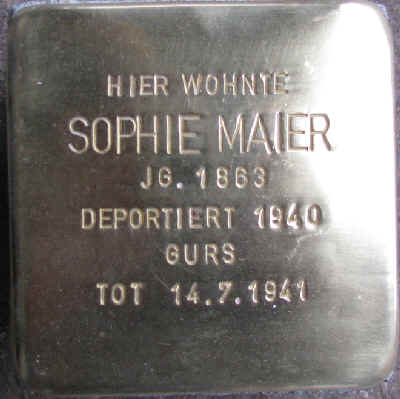 HIER WOHNTE
SOPHIE MAIER
JG. 1863
DEPORTIERT 1940
GURS
TOT 14.7.1941